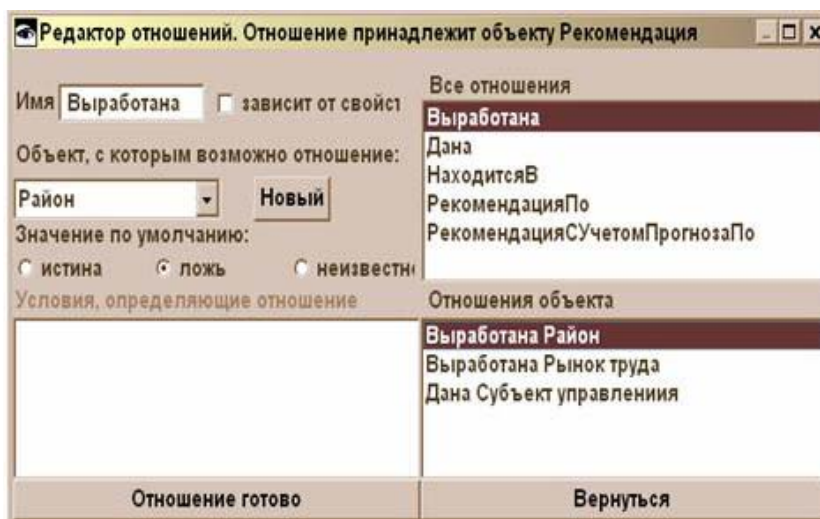 Редактор отношений. Отношение принадлежит объекту Рекомендация
Имя Выработана зависит от свойст
Объект, с которым возможно отношение:
Район Новый
Значение по умолчанию:
истина ложь неизвестн
Условия, определяющие отношение
Все отношения
Выработана
Дана
НаходитсяВ
РекомендацияПо
РекомендацияСУчетомПрогнозаПо
Отношения объекта
Выработана Район
Выработана Рынок труда
Дана Субъект управлениия
Отношение готово
Вернуться